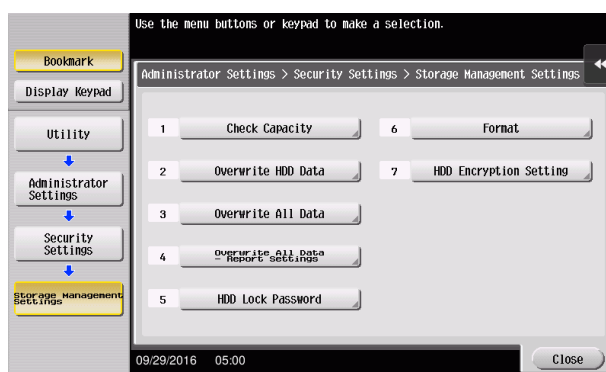 Use the menu buttons or keypad to make a selection.
Bookmark
Display Keypad
Utility
Administrator
Settings
Security
Settings
Storage Management
Settings
Administrator Settings > Security Settings > Storage Management Settings
1 Check Capacity
2 Overwrite HDD Data
3 Overwrite All Data
4 Overwrite All Data
- Report Settings
5 HDD Lock Password
6 Format
7 HDD Encryption Setting
09/29/2016 05:00
Close